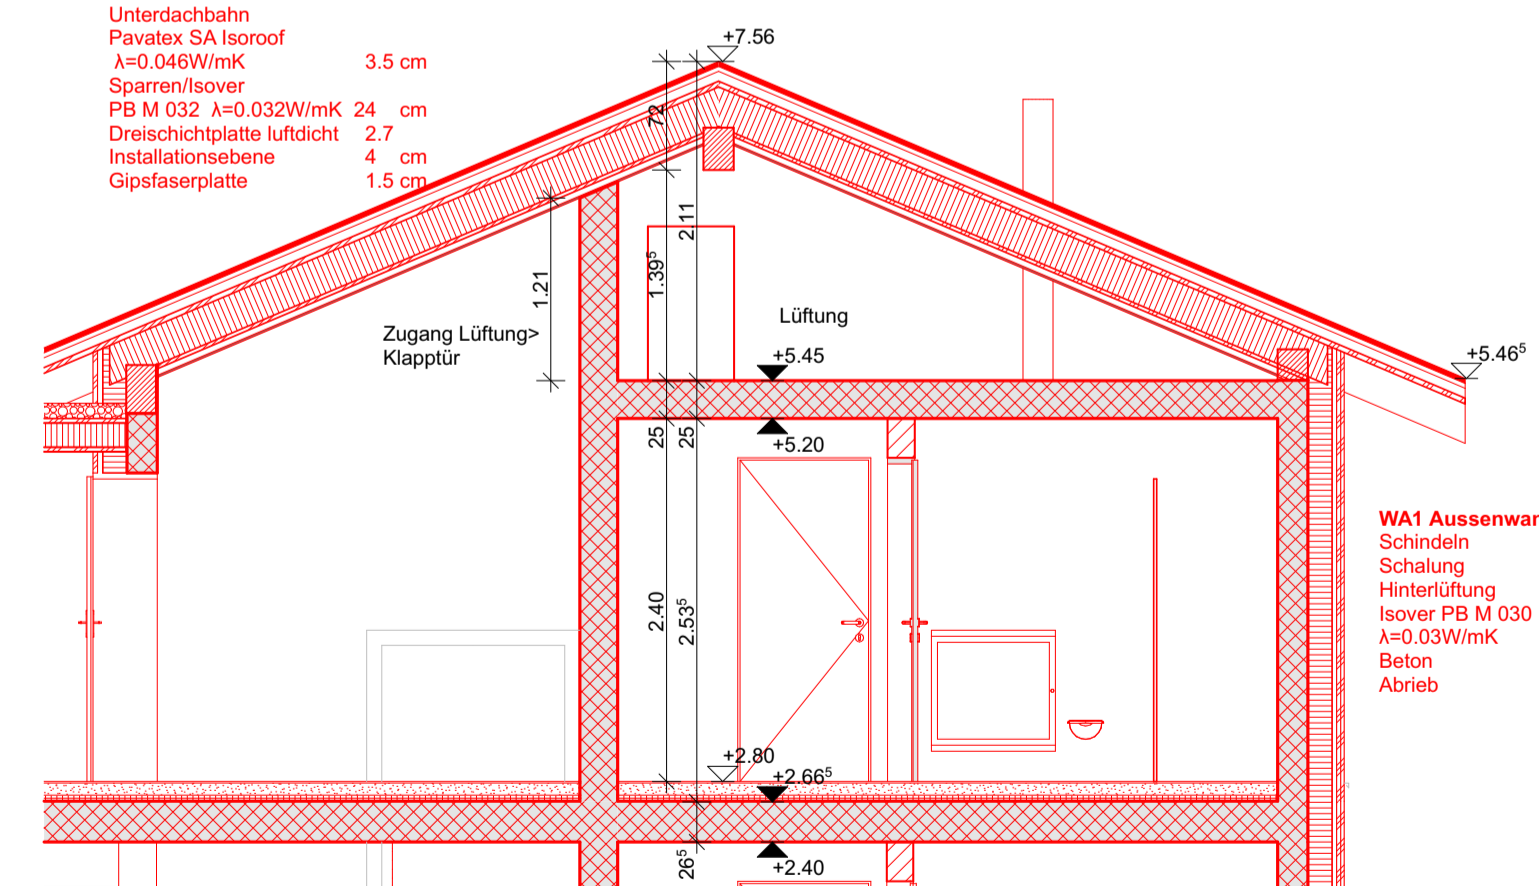 Unterdachbahn
Pavatex SA Isoroof
λ=0.046W/mK 3.5 cm
Sparren/Isover
PB M 032 λ=0.032W/mK 24 cm
Dreischichtplatte luftdicht 2.7
Installationsebene 4 cm
Gipsfaserplatte 1.5 cm
+7.56
72
2.11
1.39⁵
1.21
Zugang Lüftung>
Klapptür
Lüftung
+5.45
+5.46⁵
25
25
+5.20
WA1 Aussenwan
Schindeln
Schalung
Hinterlüftung
Isover PB M 030
λ=0.03W/mK
Beton
Abrieb
2.40
2.53⁵
+2.80
+2.66⁵
26⁵
+2.40